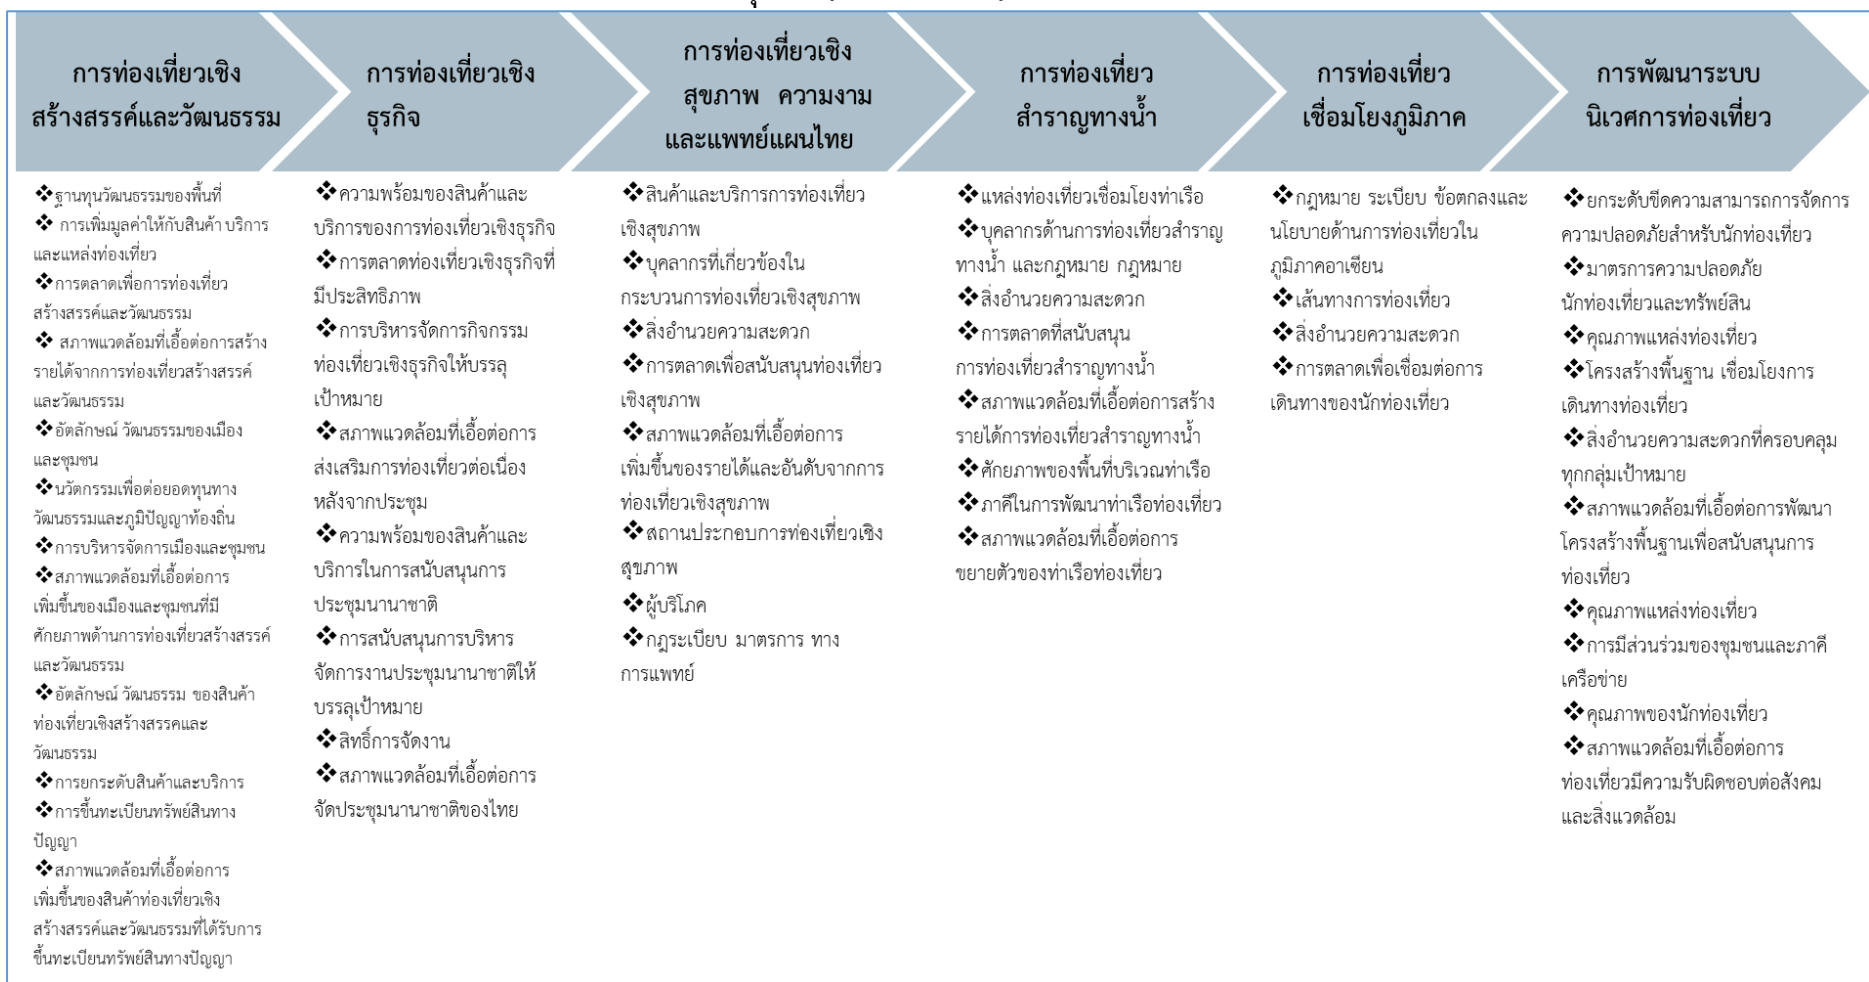 การท่องเที่ยวเชิง
สร้างสรรค์และวัฒนธรรม
❖ฐานทุนวัฒนธรรมของพื้นที่
❖ การเพิ่มมูลค่าให้กับสินค้า บริการ
และแหล่งท่องเที่ยว
❖การตลาดเพื่อการท่องเที่ยว
สร้างสรรค์และวัฒนธรรม
❖ สภาพแวดล้อมที่เอื้อต่อการสร้าง
รายได้จากการท่องเที่ยวสร้างสรรค์
และวัฒนธรรม
❖อัตลักษณ์ วัฒนธรรมของเมือง
และชุมชน
❖นวัตกรรมเพื่อต่อยอดทุนทาง
วัฒนธรรมและภูมิปัญญาท้องถิ่น
❖การบริหารจัดการเมืองและชุมชน
❖สภาพแวดล้อมที่เอื้อต่อการ
เพิ่มขึ้นของเมืองและชุมชนที่มี
ศักยภาพด้านการท่องเที่ยวสร้างสรรค์
และวัฒนธรรม
❖อัตลักษณ์ วัฒนธรรม ของสินค้า
ท่องเที่ยวเชิงสร้างสรรคและ
วัฒนธรรม
❖การยกระดับสินค้าและบริการ
❖การขึ้นทะเบียนทรัพย์สินทาง
ปัญญา
❖สภาพแวดล้อมที่เอื้อต่อการ
เพิ่มขึ้นของสินค้าท่องเที่ยวเชิง
สร้างสรรค์และวัฒนธรรมที่ได้รับการ
ขึ้นทะเบียนทรัพย์สินทางปัญญา
การท่องเที่ยวเชิง
ธุรกิจ
❖ความพร้อมของสินค้าและ
บริการของการท่องเที่ยวเชิงธุรกิจ
❖การตลาดท่องเที่ยวเชิงธุรกิจที่
มีประสิทธิภาพ
❖การบริหารจัดการกิจกรรม
ท่องเที่ยวเชิงธุรกิจให้บรรลุ
เป้าหมาย
❖สภาพแวดล้อมที่เอื้อต่อการ
ส่งเสริมการท่องเที่ยวต่อเนื่อง
หลังจากประชุม
❖ความพร้อมของสินค้าและ
บริการในการสนับสนุนการ
ประชุมนานาชาติ
❖การสนับสนุนการบริหาร
จัดการงานประชุมนานาชาติให้
บรรลุเป้าหมาย
❖สิทธิ์การจัดงาน
❖สภาพแวดล้อมที่เอื้อต่อการ
จัดประชุมนานาชาติของไทย
การท่องเที่ยวเชิง
สุขภาพ ความงาม
และแพทย์แผนไทย
❖สินค้าและบริการการท่องเที่ยว
เชิงสุขภาพ
❖บุคลากรที่เกี่ยวข้องใน
กระบวนการท่องเที่ยวเชิงสุขภาพ
❖สิ่งอำนวยความสะดวก
❖การตลาดเพื่อสนับสนุนท่องเที่ยว
เชิงสุขภาพ
❖สภาพแวดล้อมที่เอื้อต่อการ
เพิ่มขึ้นของรายได้และอันดับจากการ
ท่องเที่ยวเชิงสุขภาพ
❖สถานประกอบการท่องเที่ยวเชิง
สุขภาพ
❖ผู้บริโภค
❖กฎระเบียบ มาตรการ ทาง
การแพทย์
การท่องเที่ยว
สำราญทางน้ำ
❖แหล่งท่องเที่ยวเชื่อมโยงท่าเรือ
❖บุคลากรด้านการท่องเที่ยวสำราญ
ทางน้ำ และกฎหมาย กฎหมาย
❖สิ่งอำนวยความสะดวก
❖การตลาดที่สนับสนุน
การท่องเที่ยวสำราญทางน้ำ
❖สภาพแวดล้อมที่เอื้อต่อการสร้าง
รายได้การท่องเที่ยวสำราญทางน้ำ
❖ศักยภาพของพื้นที่บริเวณท่าเรือ
❖ภาคีในการพัฒนาท่าเรือท่องเที่ยว
❖สภาพแวดล้อมที่เอื้อต่อการ
ขยายตัวของท่าเรือท่องเที่ยว
การท่องเที่ยว
เชื่อมโยงภูมิภาค
❖กฎหมาย ระเบียบ ข้อตกลงและ
นโยบายด้านการท่องเที่ยวใน
ภูมิภาคอาเซียน
❖เส้นทางการท่องเที่ยว
❖สิ่งอำนวยความสะดวก
❖การตลาดเพื่อเชื่อมต่อการ
เดินทางของนักท่องเที่ยว
การพัฒนาระบบ
นิเวศการท่องเที่ยว
❖ยกระดับขีดความสามารถการจัดการ
ความปลอดภัยสำหรับนักท่องเที่ยว
❖มาตรการความปลอดภัย
นักท่องเที่ยวและทรัพย์สิน
❖คุณภาพแหล่งท่องเที่ยว
❖โครงสร้างพื้นฐาน เชื่อมโยงการ
เดินทางท่องเที่ยว
❖สิ่งอำนวยความสะดวกที่ครอบคลุม
ทุกกลุ่มเป้าหมาย
❖สภาพแวดล้อมที่เอื้อต่อการพัฒนา
โครงสร้างพื้นฐานเพื่อสนับสนุนการ
ท่องเที่ยว
❖คุณภาพแหล่งท่องเที่ยว
❖การมีส่วนร่วมของชุมชนและภาคี
เครือข่าย
❖คุณภาพของนักท่องเที่ยว
❖สภาพแวดล้อมที่เอื้อต่อการ
ท่องเที่ยวมีความรับผิดชอบต่อสังคม
และสิ่งแวดล้อม